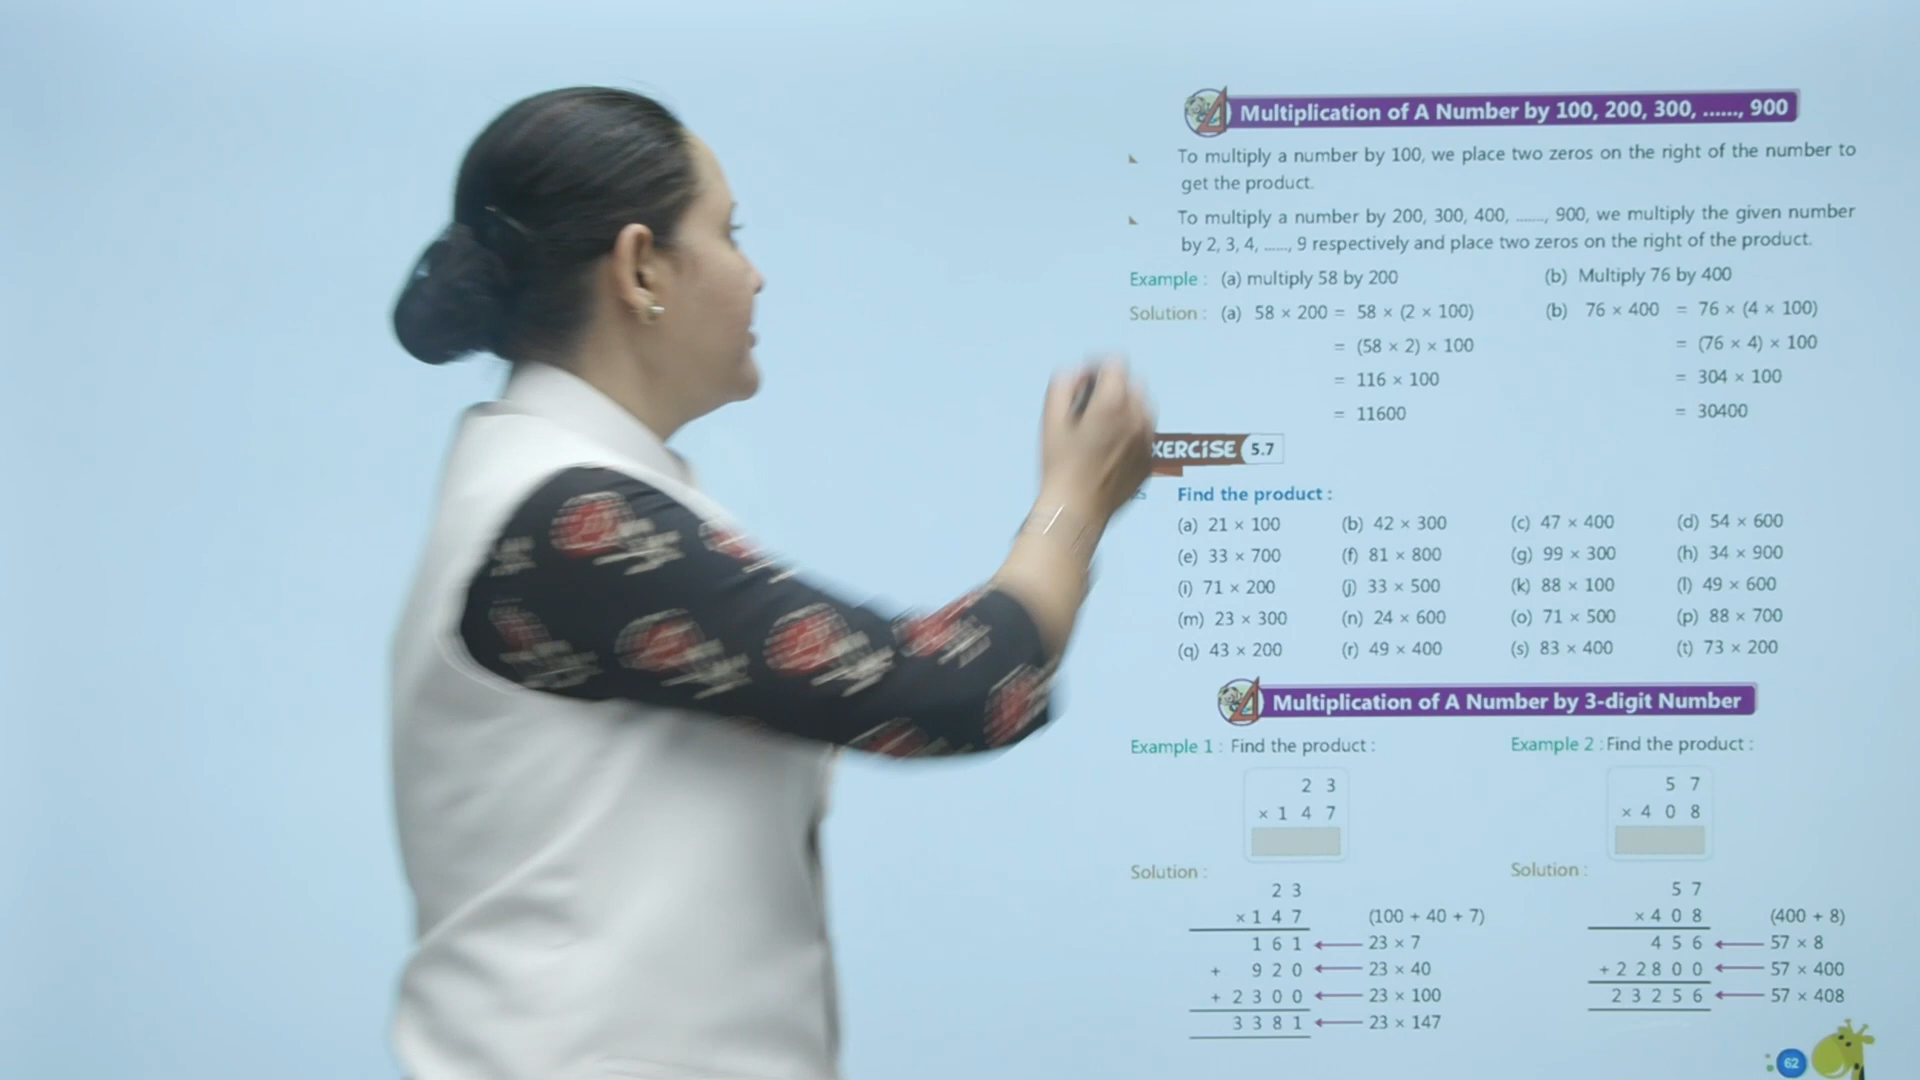 Multiplication of A Number by 100, 200, 300, ......, 900
To multiply a number by 100, we place two zeros on the right of the number to
get the product.
To multiply a number by 200, 300, 400, ......., 900, we multiply the given number
by 2, 3, 4, ......, 9 respectively and place two zeros on the right of the product.
Example : (a) multiply 58 by 200 (b) Multiply 76 by 400
Solution : (a) 58 × 200 = 58 × (2 × 100) (b) 76 × 400 = 76 × (4 × 100)
= (58 × 2) × 100 = (76 × 4) × 100
= 116 × 100 = 304 × 100
= 11600 = 30400
XERCISE 5.7
Find the product :
(a) 21 × 100 (b) 42 × 300 (c) 47 × 400 (d) 54 × 600
(e) 33 × 700 (f) 81 × 800 (g) 99 × 300 (h) 34 × 900
(i) 71 × 200 (j) 33 × 500 (k) 88 × 100 (l) 49 × 600
(m) 23 × 300 (n) 24 × 600 (o) 71 × 500 (p) 88 × 700
(q) 43 × 200 (r) 49 × 400 (s) 83 × 400 (t) 73 × 200
Multiplication of A Number by 3-digit Number
Example 1 : Find the product : Example 2 : Find the product :
2 3 5 7
× 1 4 7 × 4 0 8
Solution : Solution :
2 3 5 7
× 1 4 7 (100 + 40 + 7) × 4 0 8 (400 + 8)
1 6 1 23 × 7 4 5 6 57 × 8
+ 9 2 0 23 × 40 + 2 2 8 0 0 57 × 400
+ 2 3 0 0 23 × 100 2 3 2 5 6 57 × 408
3 3 8 1 23 × 147
62